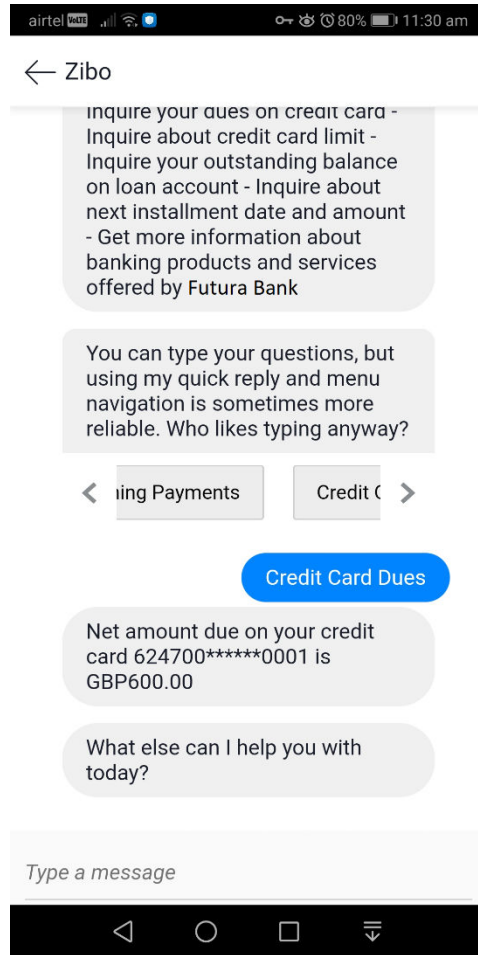 airtel VoLTE 80% 11:30 am
Zibo
Inquire your dues on credit card -
Inquire about credit card limit -
Inquire your outstanding balance
on loan account - Inquire about
next installment date and amount
- Get more information about
banking products and services
offered by Futura Bank
You can type your questions, but
using my quick reply and menu
navigation is sometimes more
reliable. Who likes typing anyway?
Payments Credit
Credit Card Dues
Net amount due on your credit
card 624700******0001 is
GBP600.00
What else can I help you with
today?
Type a message